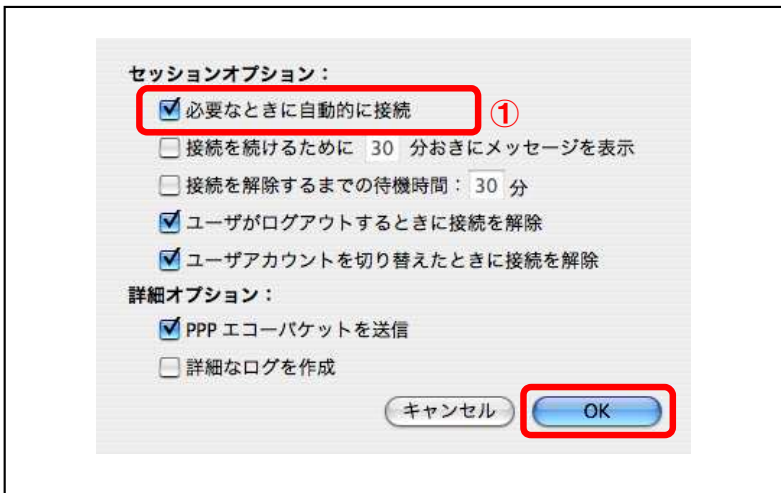 セッションオプション：
必要なときに自動的に接続 ①
接続を続けるために 30 分おきにメッセージを表示
接続を解除するまでの待機時間： 30 分
ユーザがログアウトするときに接続を解除
ユーザアカウントを切り替えたときに接続を解除
詳細オプション：
PPP エコーパケットを送信
詳細なログを作成
キャンセル OK